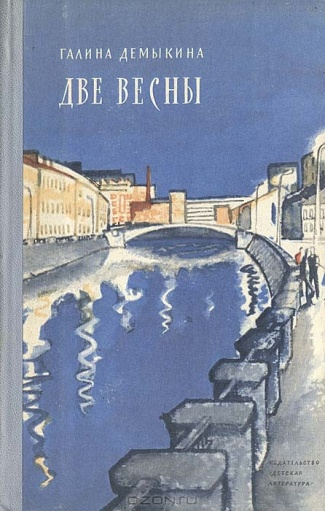 ГАЛИНА ДЕМЫКИНА
ДВЕ ВЕСНЫ
ИЗДАТЕЛЬСТВО
«ДЕТСКАЯ
ЛИТЕРАТУРА»
ozon.ru